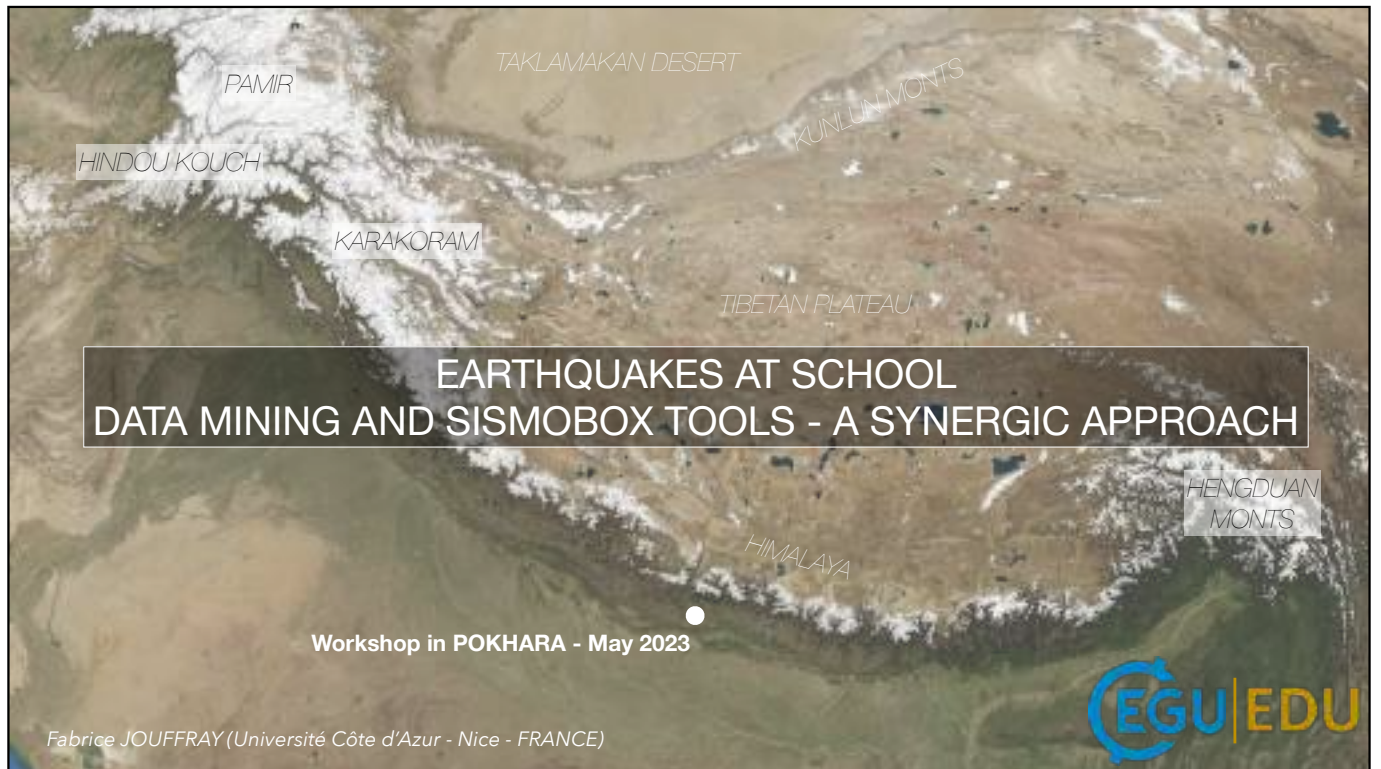 TAKLAMAKAN DESERT
PAMIR
KUNLUN MONTS
HINDOU KOUCH
KARAKORAM
TIBETAN PLATEAU
EARTHQUAKES AT SCHOOL
DATA MINING AND SISMOBOX TOOLS - A SYNERGIC APPROACH
HENGDUAN
MONTS
HIMALAYA
Workshop in POKHARA - May 2023
EGU|EDU
Fabrice JOUFFRAY (Université Côte d'Azur - Nice - FRANCE)